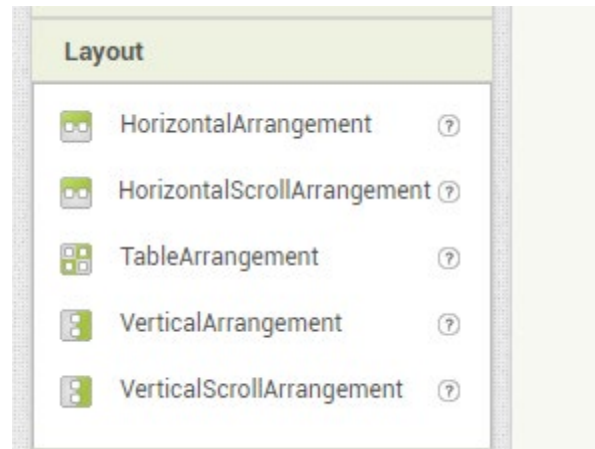 Layout
HorizontalArrangement ?
HorizontalScrollArrangement ?
TableArrangement ?
VerticalArrangement ?
VerticalScrollArrangement ?